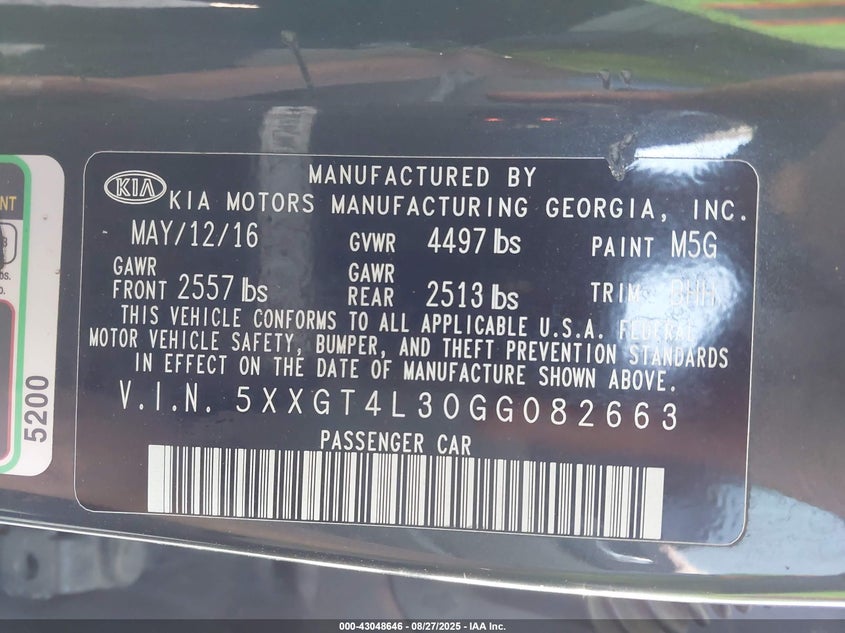 MANUFACTURED BY
KIA
KIA MOTORS MANUFACTURING GEORGIA, INC.
MAY/12/16 GVWR 4497 lbs PAINT M5G
GAWR FRONT 2557 lbs GAWR REAR 2513 lbs TRIM
THIS VEHICLE CONFORMS TO ALL APPLICABLE U.S.A. FEDERAL
MOTOR VEHICLE SAFETY, BUMPER, AND THEFT PREVENTION STANDARDS
IN EFFECT ON THE DATE OF MANUFACTURE SHOWN ABOVE.
V.I.N. 5XXGT4L30GG082663
PASSENGER CAR
5200
000-43048646 - 08/27/2025 - IAA Inc.